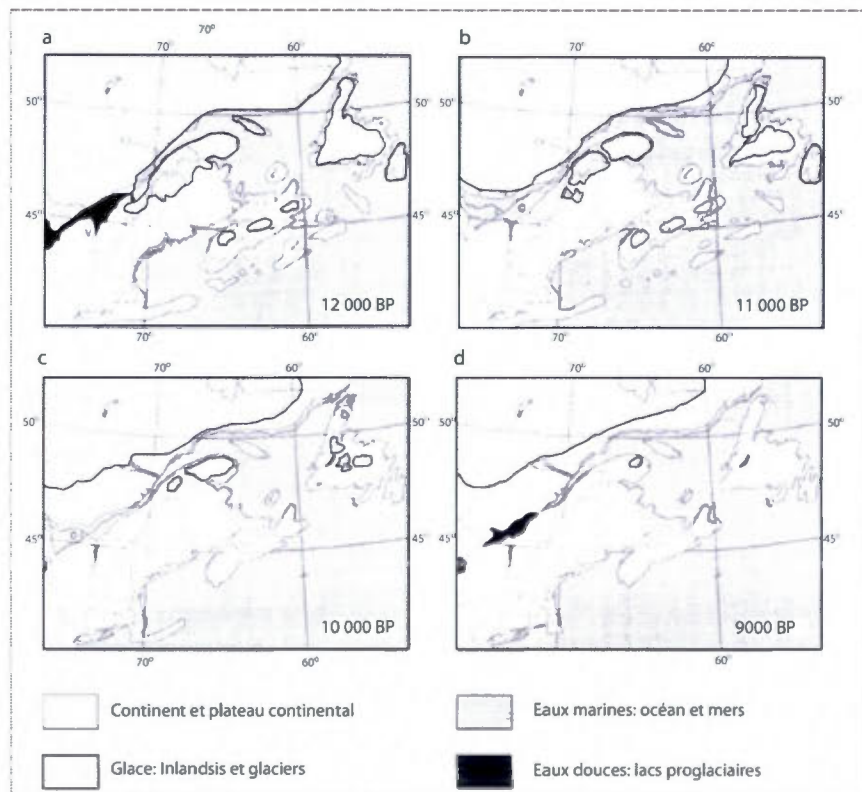 a
70°
70°
60°
50°
50°
45°
45°
12 000 BP
70°
60°
b
70°
60°
50°
50°
45°
45°
11 000 BP
70°
60°
c
70°
60°
50°
50°
45°
45°
10 000 BP
70°
60°
d
70°
60°
50°
45°
45°
9000 BP
60°
Continent et plateau continental
Eaux marines: océan et mers
Glace: Inlandsis et glaciers
Eaux douces: lacs proglaciaires